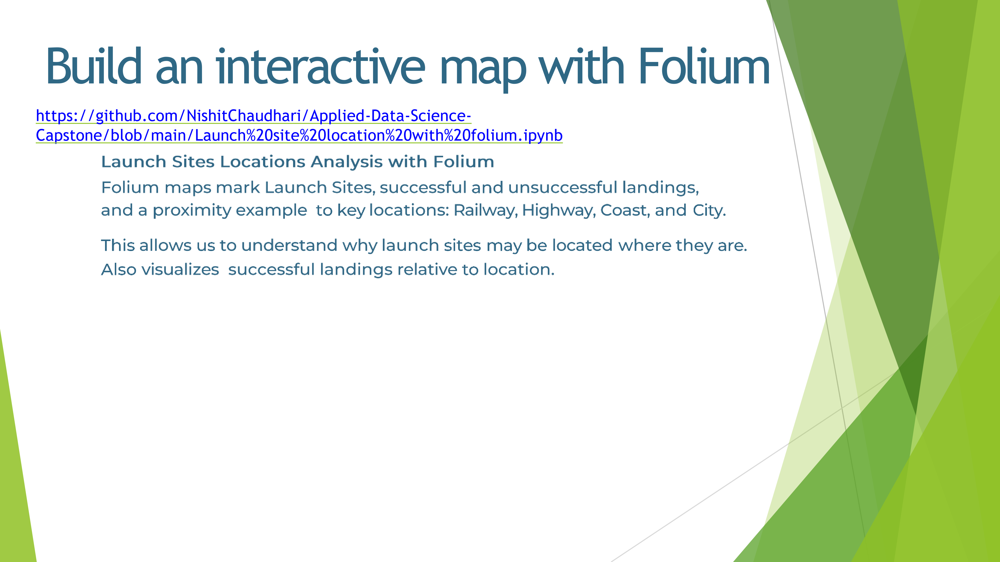 Build an interactive map with Folium
https://github.com/NishitChaudhari/Applied-Data-Science-
Capstone/blob/main/Launch%20site%20location%20with%20folium.ipynb
Launch Sites Locations Analysis with Folium
Folium maps mark Launch Sites, successful and unsuccessful landings,
and a proximity example to key locations: Railway, Highway, Coast, and City.
This allows us to understand why launch sites may be located where they are.
Also visualizes successful landings relative to location.